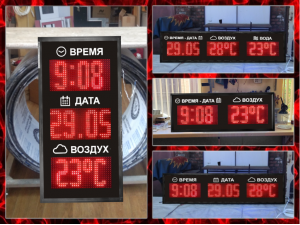 ВРЕМЯ
9:08
ДАТА
29.05
ВОЗДУХ
23°C
ВРЕМЯ - ДАТА ВОЗДУХ ВОДА
29.05 28°C 23°C
ВРЕМЯ - ДАТА ВОЗДУХ
9:08 23°C
ВРЕМЯ ДАТА ВОЗДУХ
9:08 29.05 28°C